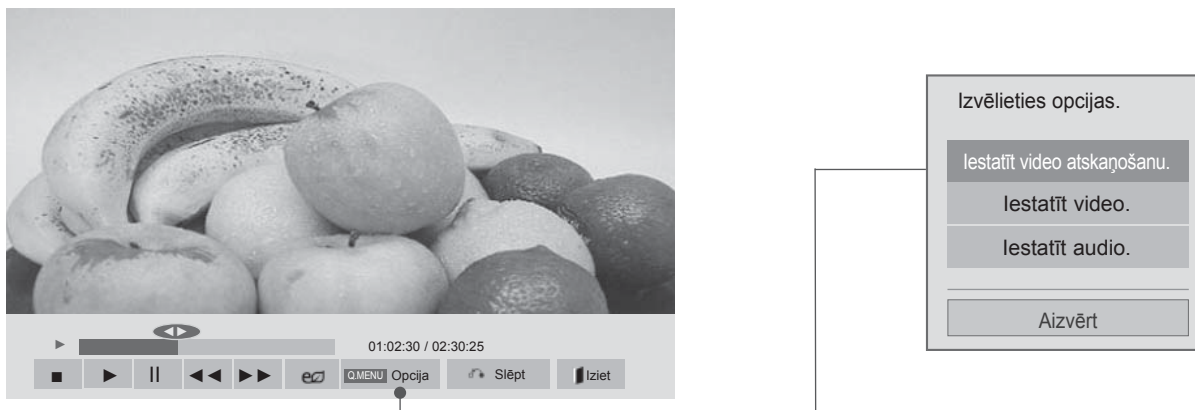 01:02:30 / 02:30:25
Q.MENU Opcija
Slēpt
Iziet
Izvēlieties opcijas.
Iestatīt video atskaņošanu.
Iestatīt video.
Iestatīt audio.
Aizvērt